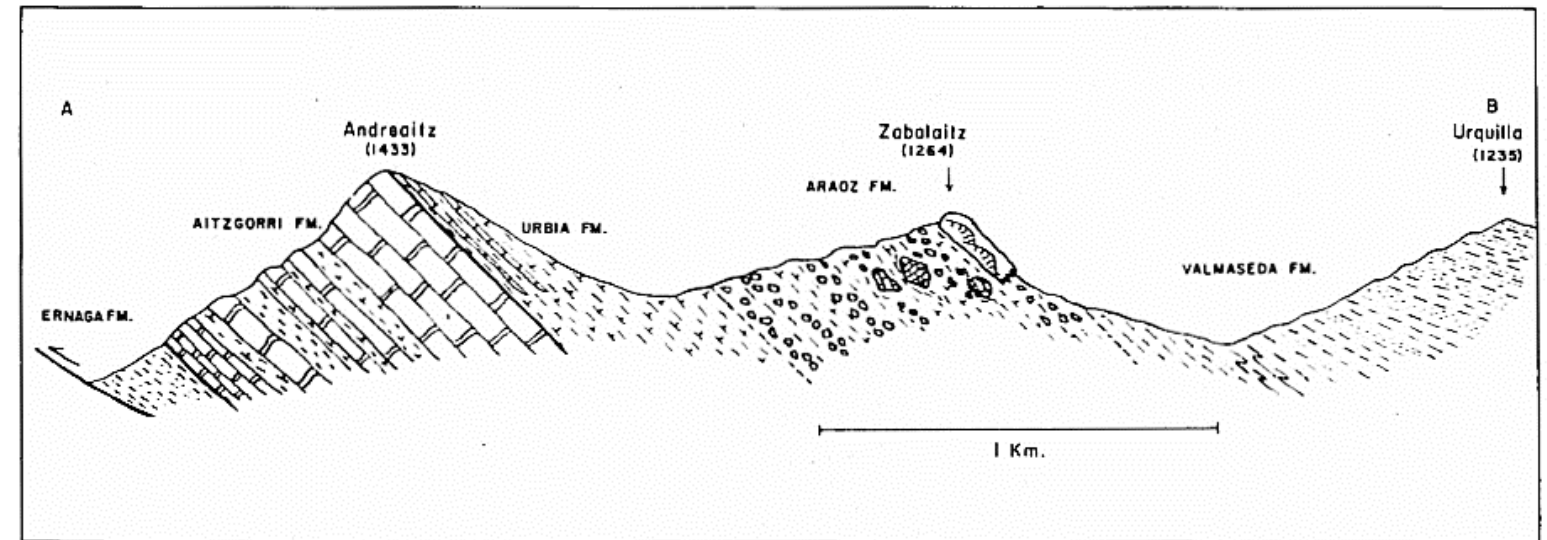 A
B
Andreaitz
(1433)
Zabalaitz
(1264)
Urquilla
(1235)
ARAOZ FM.
AITZGORRI FM.
URBIA FM.
VALMASEDA FM.
ERNAGA FM.
1 Km.